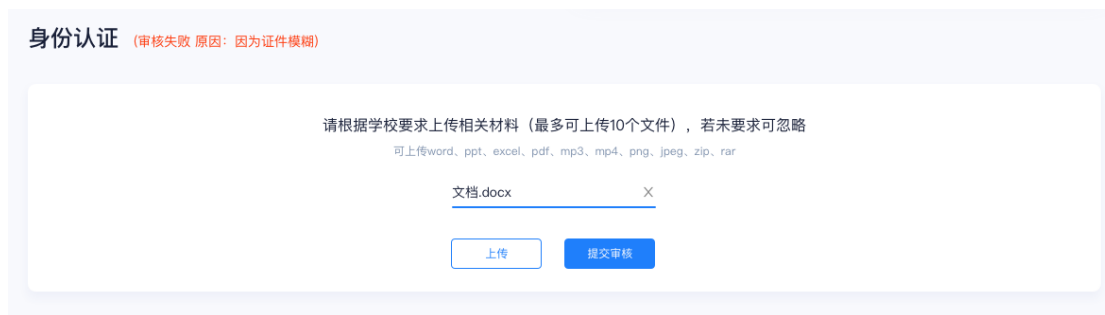 身份认证 (审核失败 原因：因为证件模糊)
请根据学校要求上传相关材料（最多可上传10个文件），若未要求可忽略
可上传word、ppt、excel、pdf、mp3、mp4、png、jpeg、zip、rar
文档.docx
上传 提交审核